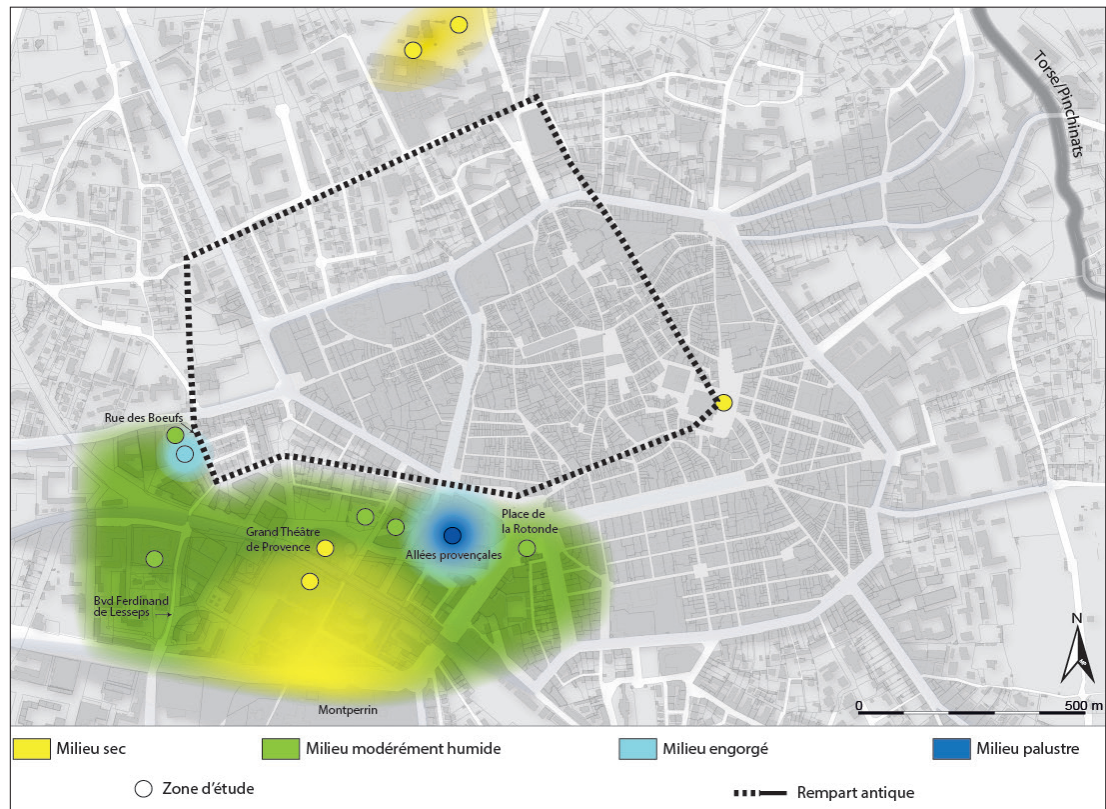 Torse/Pinchinats
Rue des Boeufs
Grand Théâtre
de Provence
Place de
la Rotonde
Allées provençales
Bvd Ferdinand
de Lesseps
Montperrin
N
0 500 m
Milieu sec
Milieu modérément humide
Milieu engorgé
Milieu palustre
Zone d'étude
Rempart antique